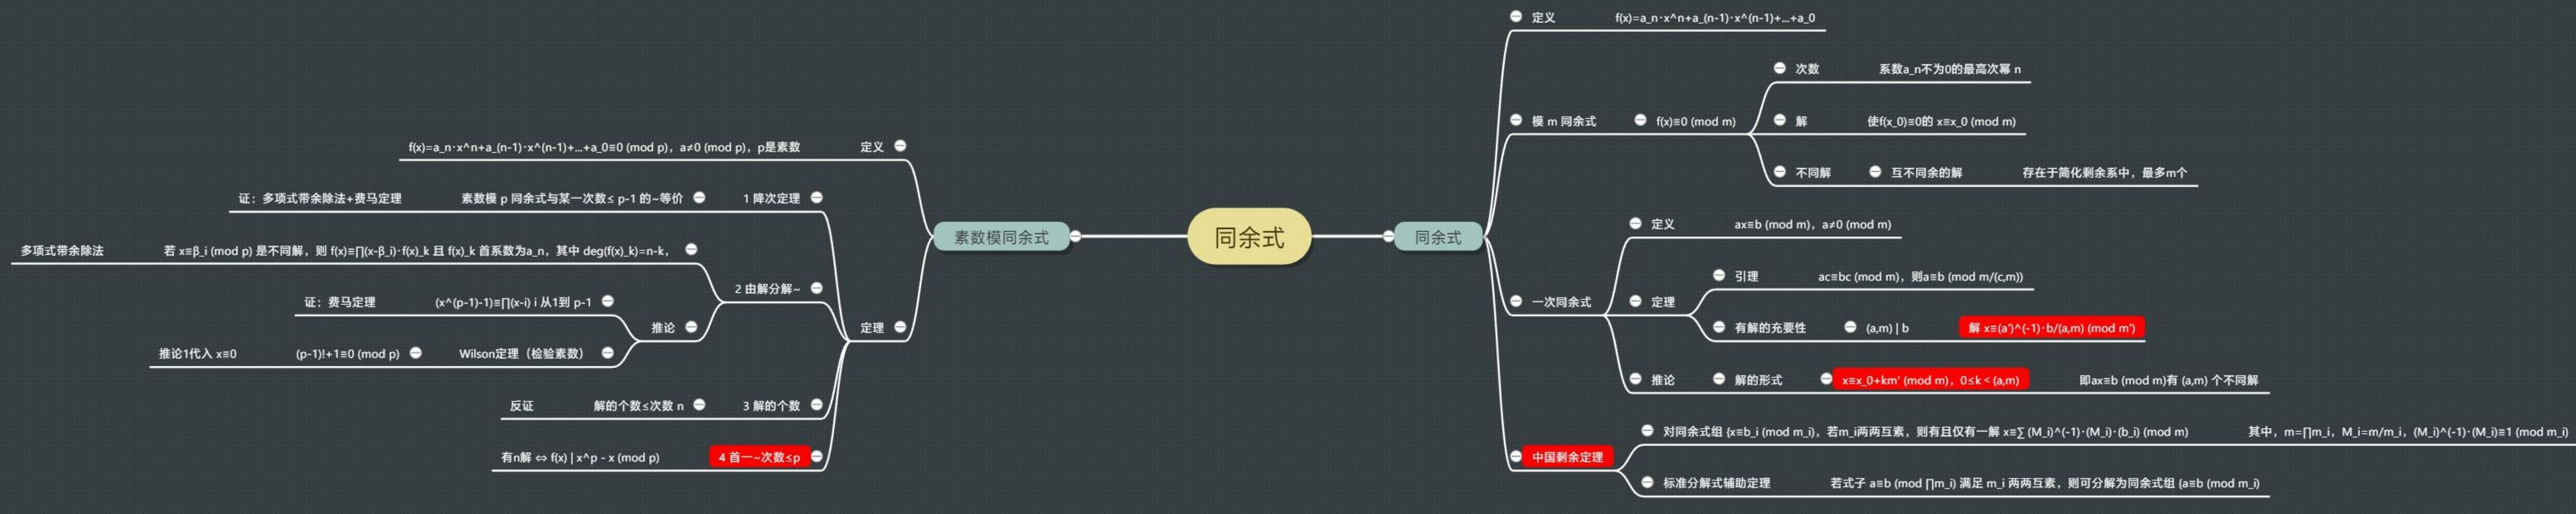 同余式
同余式
定义 f(x)=a_n·x^n+a_(n-1)·x^(n-1)+...+a_0
模 m 同余式 f(x)≡0 (mod m)
次数 系数a_n不为0的最高次幂 n
解 使f(x_0)≡0的 x≡x_0 (mod m)
不同解 互不同余的解 存在于简化剩余系中，最多m个
一次同余式
定义 ax≡b (mod m)，a≠0 (mod m)
定理
引理 ac≡bc (mod m)，则a≡b (mod m/(c,m))
有解的充要性 (a,m) | b 解 x≡(a')^(-1)·b/(a,m) (mod m')
推论 解的形式 x≡x_0+km' (mod m)，0≤k < (a,m) 即ax≡b (mod m)有 (a,m) 个不同解
中国剩余定理
对同余式组 {x≡b_i (mod m_i)，若m_i两两互素，则有且仅有一解 x≡∑ (M_i)^(-1)·(M_i)·(b_i) (mod m) 其中，m=∏m_i，M_i=m/m_i，(M_i)^(-1)·(M_i)≡1 (mod m_i)
标准分解式辅助定理 若式子 a≡b (mod ∏m_i) 满足 m_i 两两互素，则可分解为同余式组 {a≡b (mod m_i)
素数模同余式
f(x)=a_n·x^n+a_(n-1)·x^(n-1)+...+a_0≡0 (mod p)，a≠0 (mod p)，p是素数 定义
定理
证：多项式带余除法+费马定理 素数模 p 同余式与某一次数≤ p-1 的~等价 1 降次定理
2 由解分解~
多项式带余除法 若 x≡β_i (mod p) 是不同解，则 f(x)≡∏(x-β_i)·f(x)_k 且 f(x)_k 首系数为a_n，其中 deg(f(x)_k)=n-k，
推论
证：费马定理 (x^(p-1)-1)≡∏(x-i) i 从1到 p-1
推论1代入 x≡0 (p-1)!+1≡0 (mod p) Wilson定理（检验素数）
反证 解的个数≤次数 n 3 解的个数
有n解 ⇔ f(x) | x^p - x (mod p) 4 首一~次数≤p